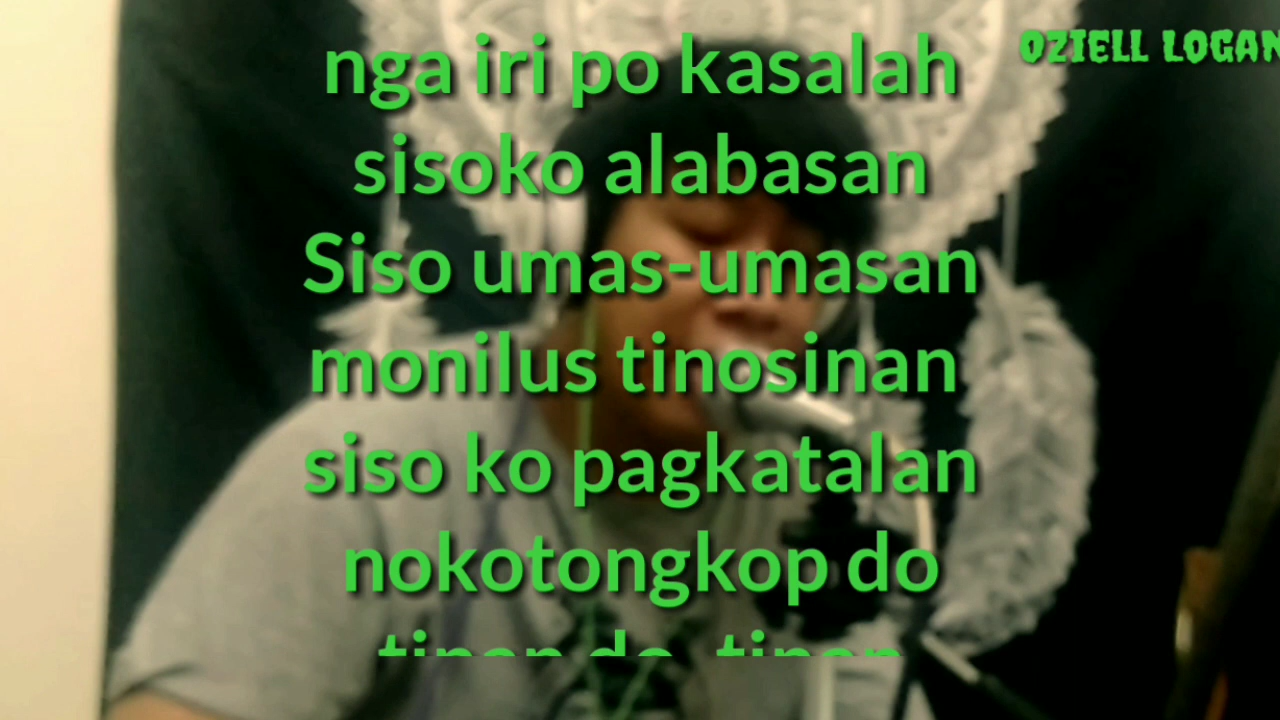 nga iri po kasalah
OZIELL LOGAN
sisoko alabasan
Siso umas-umasan
monilus tinosinan
siso ko pagkatalan
nokotongkop do